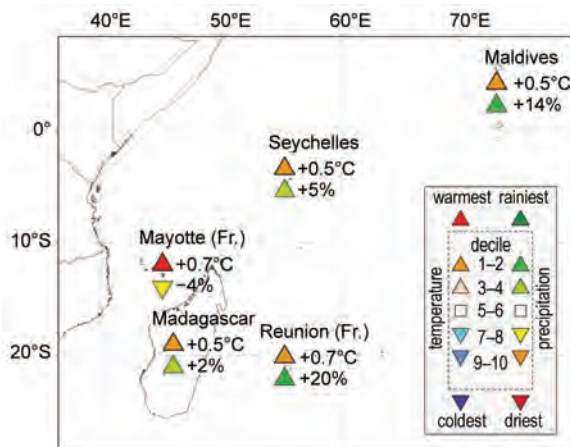 40°E 50°E 60°E 70°E
0°
10°S
20°S
Maldives
+0.5°C
+14%
Seychelles
+0.5°C
+5%
Mayotte (Fr.)
+0.7°C
−4%
Madagascar
+0.5°C
+2%
Reunion (Fr.)
+0.7°C
+20%
warmest rainiest
decile
1–2
3–4
5–6
7–8
9–10
temperature
precipitation
coldest driest